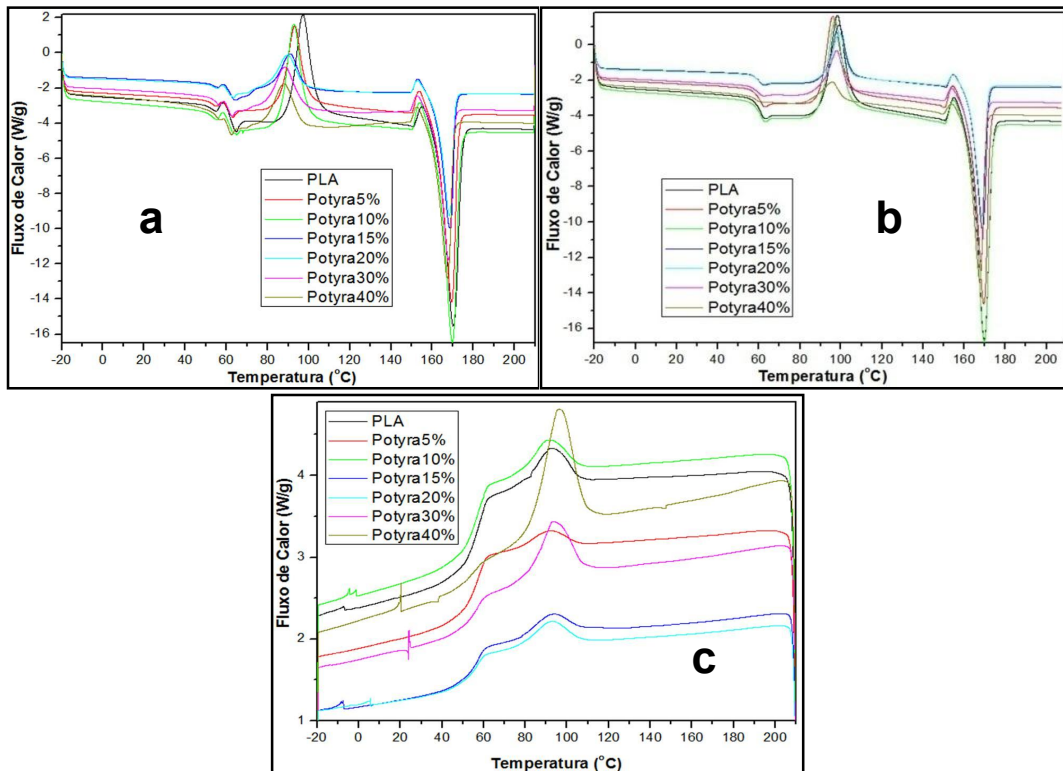 2
0
-2
-4
-6
-8
-10
-12
-14
-16
Fluxo de Calor (W/g)
PLA
Potyra5%
Potyra10%
Potyra15%
Potyra20%
Potyra30%
Potyra40%
a
-20 0 20 40 60 80 100 120 140 160 180 200
Temperatura (°C)
2
0
-2
-4
-6
-8
-10
-12
-14
-16
Fluxo de Calor (W/g)
PLA
Potyra5%
Potyra10%
Potyra15%
Potyra20%
Potyra30%
Potyra40%
b
-20 0 20 40 60 80 100 120 140 160 180 200
Temperatura (°C)
4
3
2
1
Fluxo de Calor (W/g)
PLA
Potyra5%
Potyra10%
Potyra15%
Potyra20%
Potyra30%
Potyra40%
c
-20 0 20 40 60 80 100 120 140 160 180 200
Temperatura (°C)